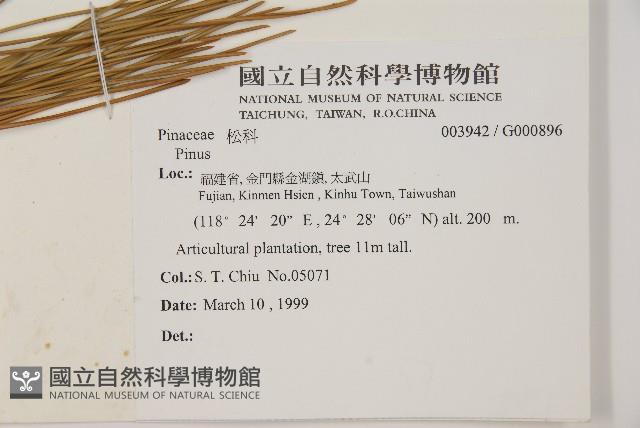 國立自然科學博物館
NATIONAL MUSEUM OF NATURAL SCIENCE
TAICHUNG, TAIWAN, R.O.CHINA
Pinaceae 松科 003942 / G000896
Pinus
Loc.: 福建省, 金門縣金湖鎮, 太武山
Fujian, Kinmen Hsien , Kinhu Town, Taiwushan
(118° 24' 20" E , 24° 28' 06" N) alt. 200 m.
Articultural plantation, tree 11m tall.
Col.: S. T. Chiu No.05071
Date: March 10 , 1999
Det.:
國立自然科學博物館
NATIONAL MUSEUM OF NATURAL SCIENCE